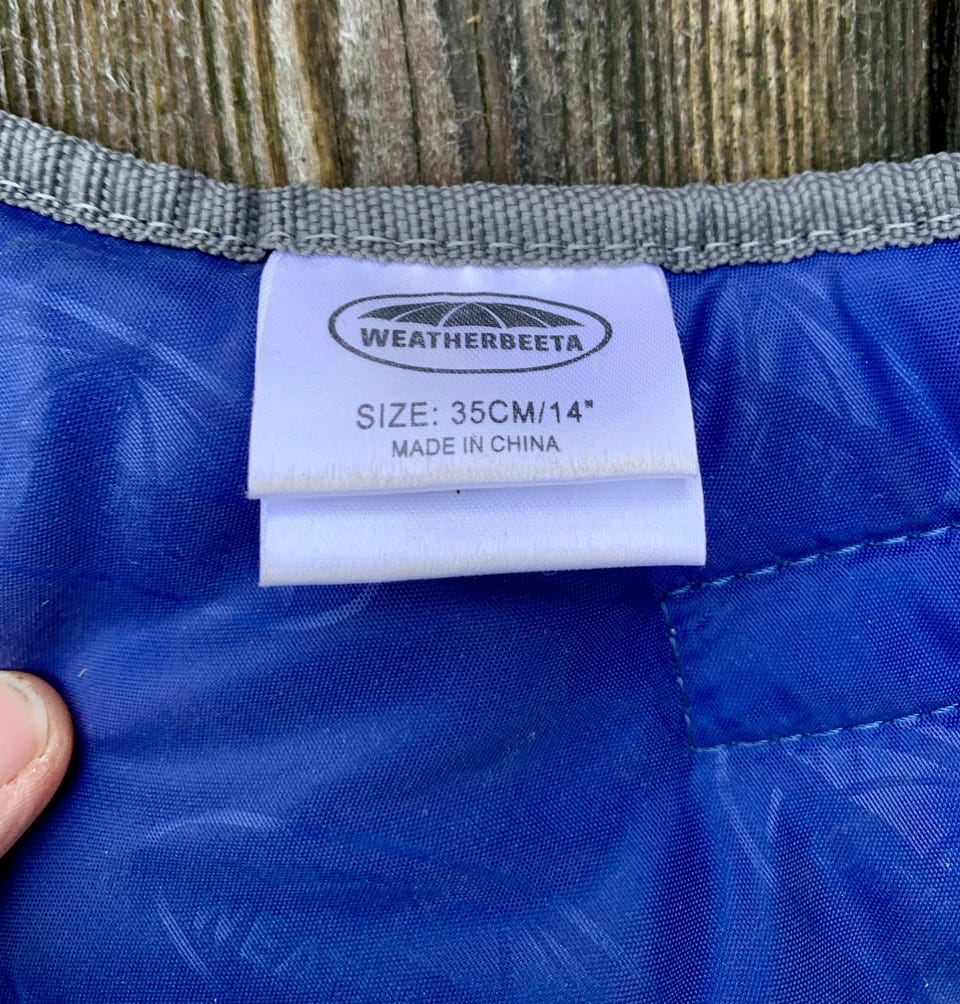 WEATHERBEETA
SIZE: 35CM/14"
MADE IN CHINA